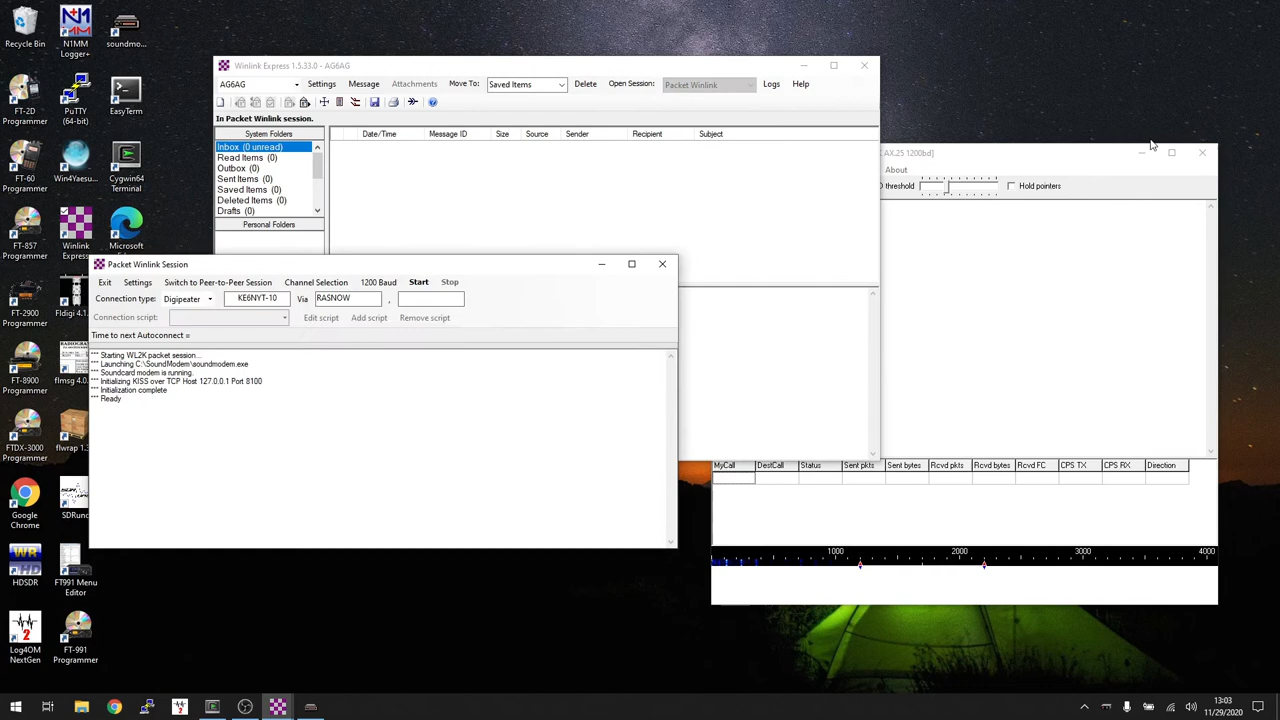 Recycle Bin
N1MM Logger+
soundmo...
FT-2D Programmer
PuTTY (64-bit)
EasyTerm
FT-60 Programmer
Win4Yaesu...
Cygwin64 Terminal
FT-857 Programmer
Winlink Express
Microsoft Edge
FT-2900 Programmer
Fldigi 4.1...
FT-8900 Programmer
flmsg 4.0...
FTDX-3000 Programmer
flwrap 1.3...
Google Chrome
SDRuno
HDSDR
FT991 Menu Editor
Log4OM NextGen
FT-991 Programmer
Winlink Express 1.5.33.0 - AG6AG
AG6AG Settings Message Attachments Move To: Saved Items Delete Open Session: Packet Winlink Logs Help
In Packet Winlink session.
System Folders
Date/Time Message ID Size Source Sender Recipient Subject
Inbox (0 unread)
Read Items (0)
Outbox (0)
Sent Items (0)
Saved Items (0)
Deleted Items (0)
Drafts (0)
Personal Folders
AX.25 1200bd]
About
threshold Hold pointers
Packet Winlink Session
Exit Settings Switch to Peer-to-Peer Session Channel Selection 1200 Baud Start Stop
Connection type: Digipeater KE6NYT-10 Via RASNOW ,
Connection script: Edit script Add script Remove script
Time to next Autoconnect =
*** Starting WL2K packet session...
*** Launching C:\SoundModem\soundmodem.exe
*** Soundcard modem is running.
*** Initializing KISS over TCP Host 127.0.0.1 Port 8100
*** Initialization complete
*** Ready
MyCall DestCall Status Sent pkts Sent bytes Rcvd pkts Rcvd bytes Rcvd FC CPS TX CPS RX Direction
1000 2000 3000 4000
13:03
11/29/2020